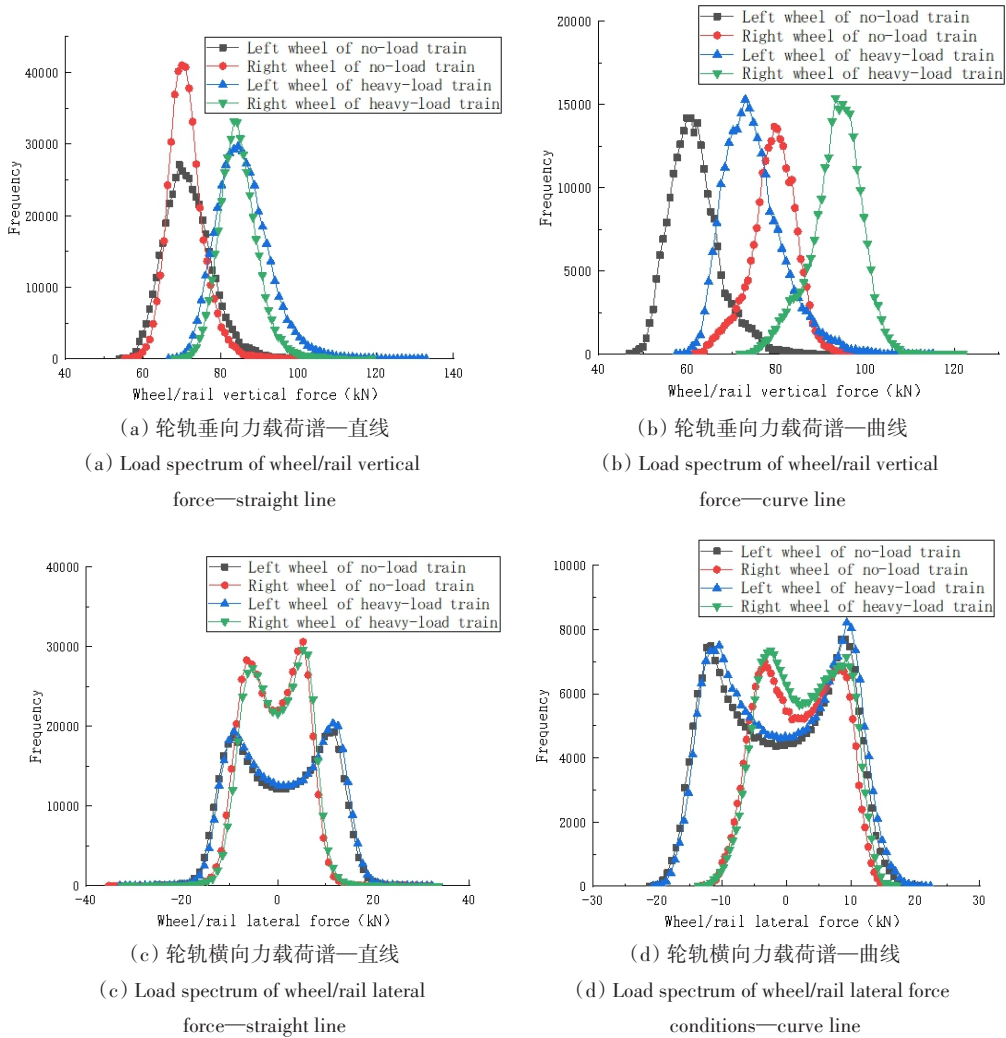 Left wheel of no-load train
Right wheel of no-load train
Left wheel of heavy-load train
Right wheel of heavy-load train
Frequency
40000
30000
20000
10000
0
40 60 80 100 120 140
Wheel/rail vertical force(kN)
(a)轮轨垂向力载荷谱—直线
(a) Load spectrum of wheel/rail vertical
force—straight line
Left wheel of no-load train
Right wheel of no-load train
Left wheel of heavy-load train
Right wheel of heavy-load train
Frequency
20000
15000
10000
5000
0
40 60 80 100 120
Wheel/rail vertical force(kN)
(b)轮轨垂向力载荷谱—曲线
(b) Load spectrum of wheel/rail vertical
force—curve line
Left wheel of no-load train
Right wheel of no-load train
Left wheel of heavy-load train
Right wheel of heavy-load train
Frequency
40000
30000
20000
10000
0
-40 -20 0 20 40
Wheel/rail lateral force(kN)
(c)轮轨横向力载荷谱—直线
(c) Load spectrum of wheel/rail lateral
force—straight line
Left wheel of no-load train
Right wheel of no-load train
Left wheel of heavy-load train
Right wheel of heavy-load train
Frequency
10000
8000
6000
4000
2000
0
-30 -20 -10 0 10 20 30
Wheel/rail lateral force(kN)
(d)轮轨横向力载荷谱—曲线
(d) Load spectrum of wheel/rail lateral force
conditions—curve line